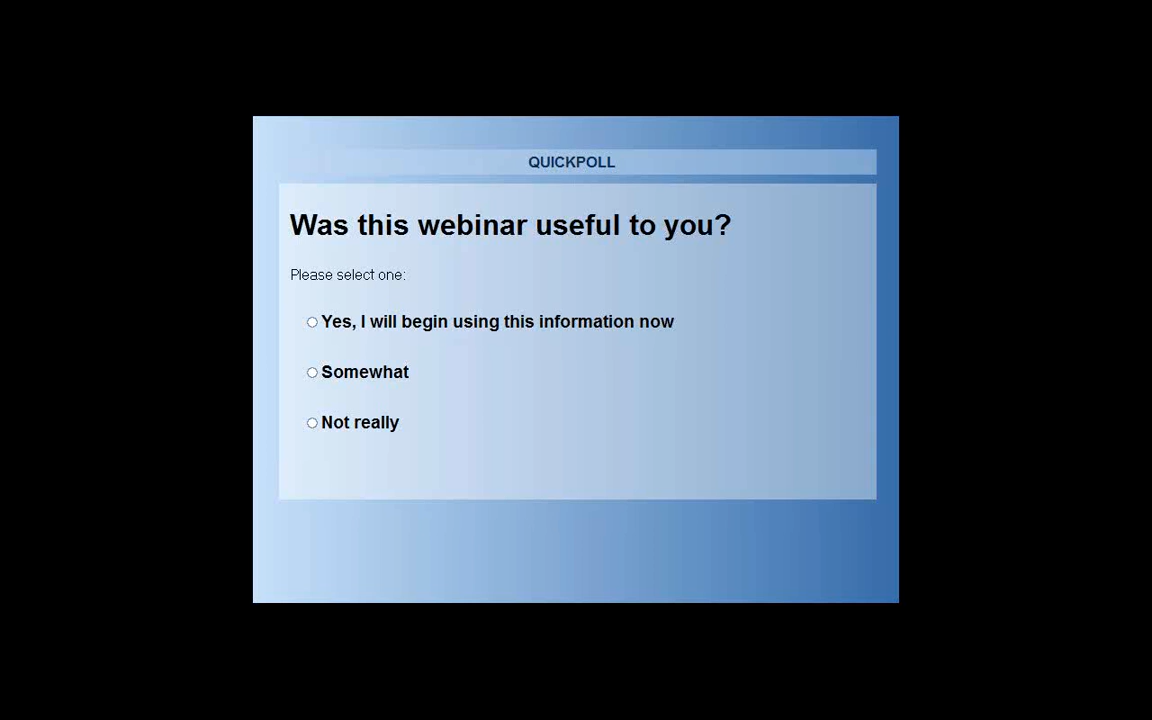 QUICKPOLL
Was this webinar useful to you?
Please select one:
Yes, I will begin using this information now
Somewhat
Not really